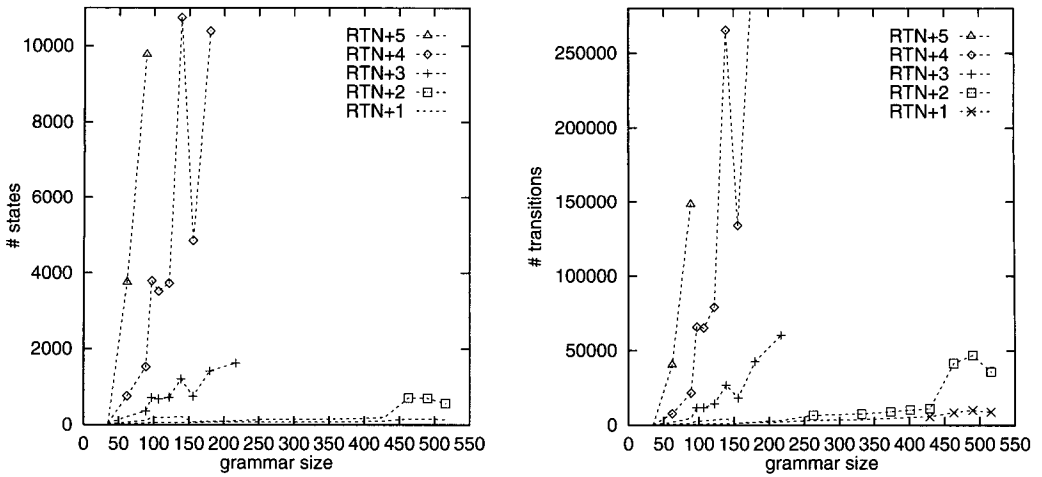 10000
8000
6000
4000
2000
0
# states
0 50 100 150 200 250 300 350 400 450 500 550
grammar size
RTN+5
RTN+4
RTN+3
RTN+2
RTN+1
250000
200000
150000
100000
50000
0
# transitions
0 50 100 150 200 250 300 350 400 450 500 550
grammar size
RTN+5
RTN+4
RTN+3
RTN+2
RTN+1